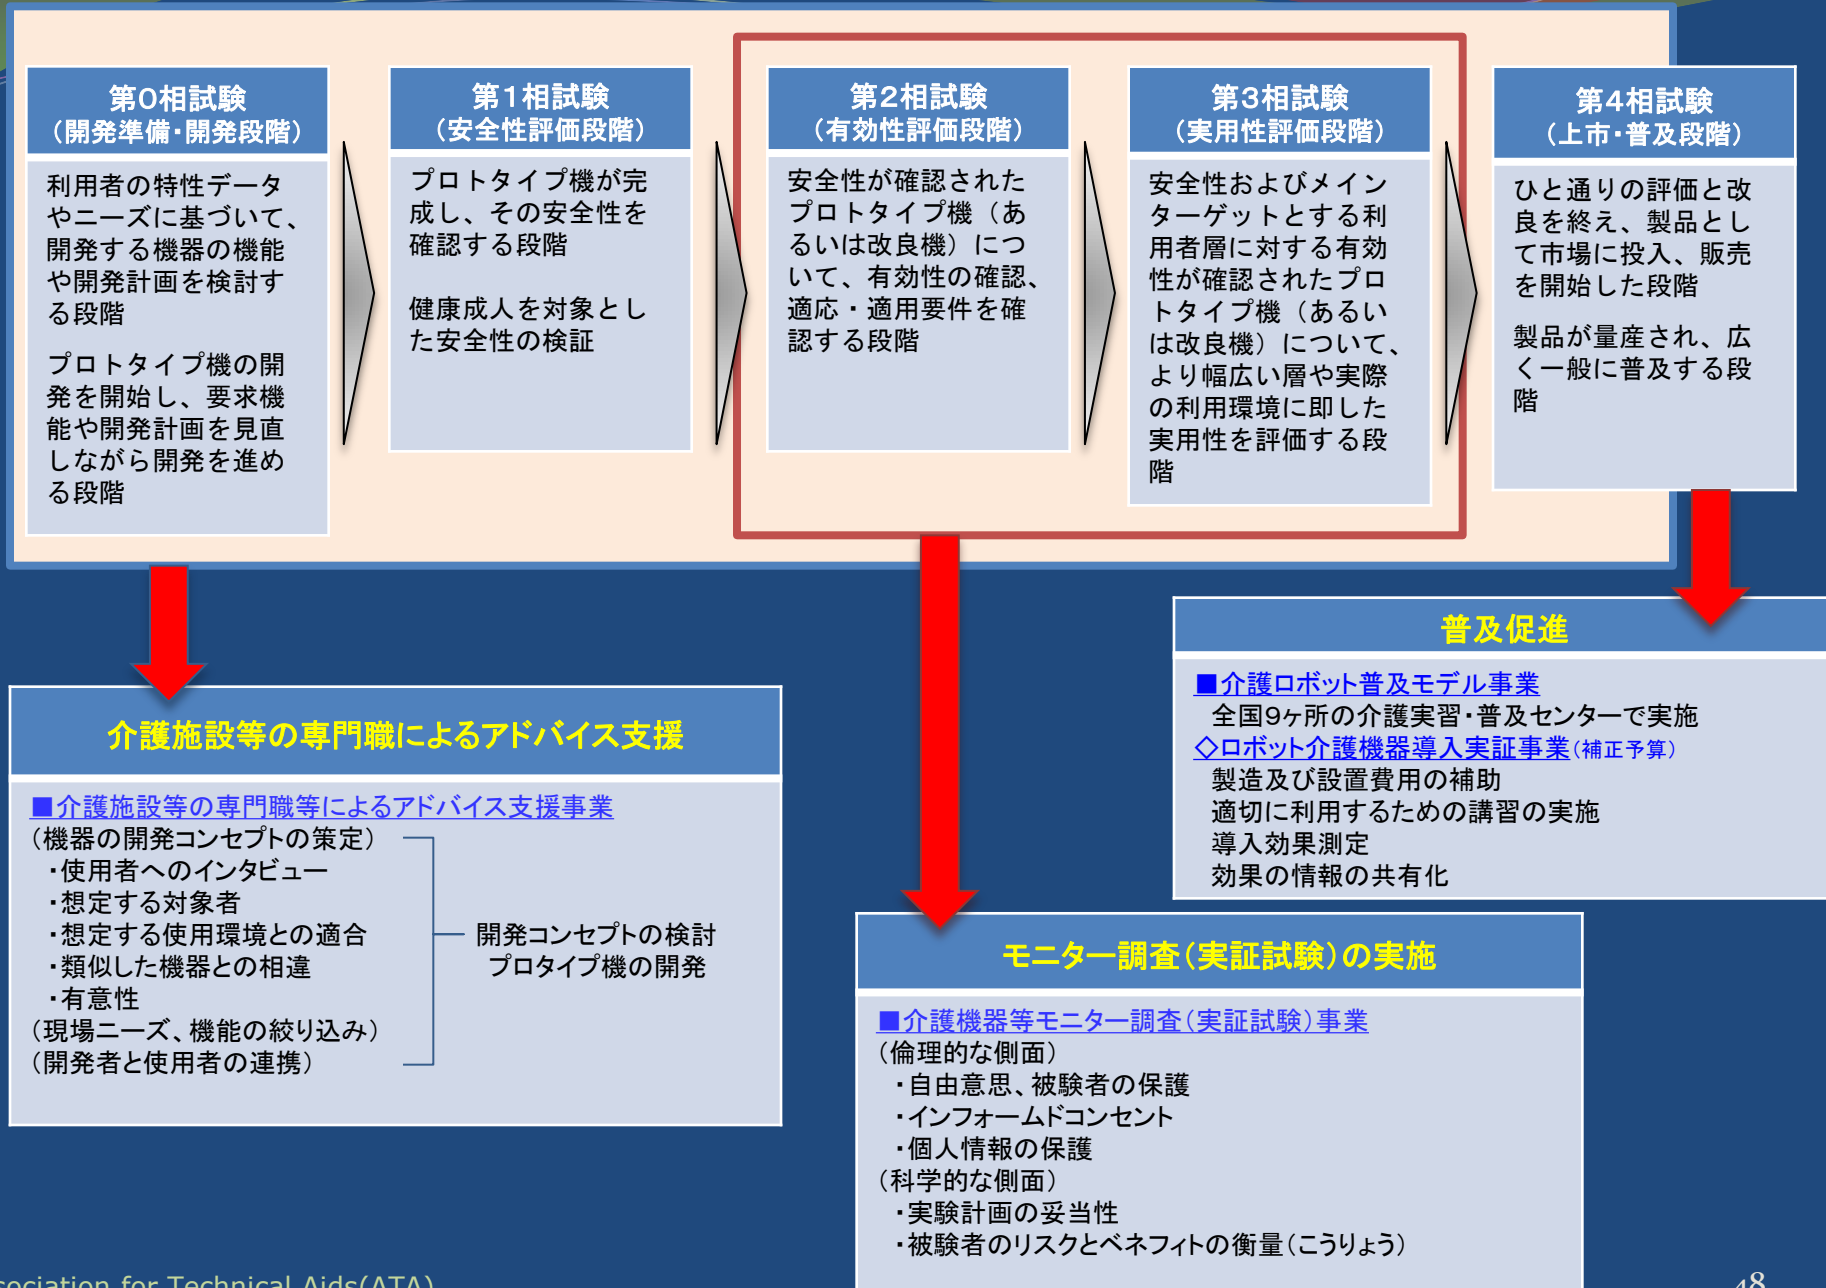 第0相試験
（開発準備・開発段階）
利用者の特性データ
やニーズに基づいて、
開発する機器の機能
や開発計画を検討す
る段階
プロトタイプ機の開
発を開始し、要求機
能や開発計画を見直
しながら開発を進め
る段階
第1相試験
（安全性評価段階）
プロトタイプ機が完
成し、その安全性を
確認する段階
健康成人を対象とし
た安全性の検証
第2相試験
（有効性評価段階）
安全性が確認された
プロトタイプ機（あ
るいは改良機）につ
いて、有効性の確認、
適応・適用要件を確
認する段階
第3相試験
（実用性評価段階）
安全性およびメイン
ターゲットとする利
用者層に対する有効
性が確認されたプロ
トタイプ機（あるい
は改良機）について、
より幅広い層や実際
の利用環境に即した
実用性を評価する段
階
第4相試験
（上市・普及段階）
ひと通りの評価と改
良を終え、製品とし
て市場に投入、販売
を開始した段階
製品が量産され、広
く一般に普及する段
階
介護施設等の専門職によるアドバイス支援
■介護施設等の専門職等によるアドバイス支援事業
（機器の開発コンセプトの策定）
・使用者へのインタビュー
・想定する対象者
・想定する使用環境との適合
・類似した機器との相違
・有意性
（現場ニーズ、機能の絞り込み）
（開発者と使用者の連携）
開発コンセプトの検討
プロタイプ機の開発
普及促進
■介護ロボット普及モデル事業
全国9ヶ所の介護実習・普及センターで実施
◇ロボット介護機器導入実証事業（補正予算）
製造及び設置費用の補助
適切に利用するための講習の実施
導入効果測定
効果の情報の共有化
モニター調査（実証試験）の実施
■介護機器等モニター調査（実証試験）事業
（倫理的な側面）
・自由意思、被験者の保護
・インフォームドコンセント
・個人情報の保護
（科学的な側面）
・実験計画の妥当性
・被験者のリスクとベネフィトの衡量（こうりょう）
for Technical Aids(ATA)
48